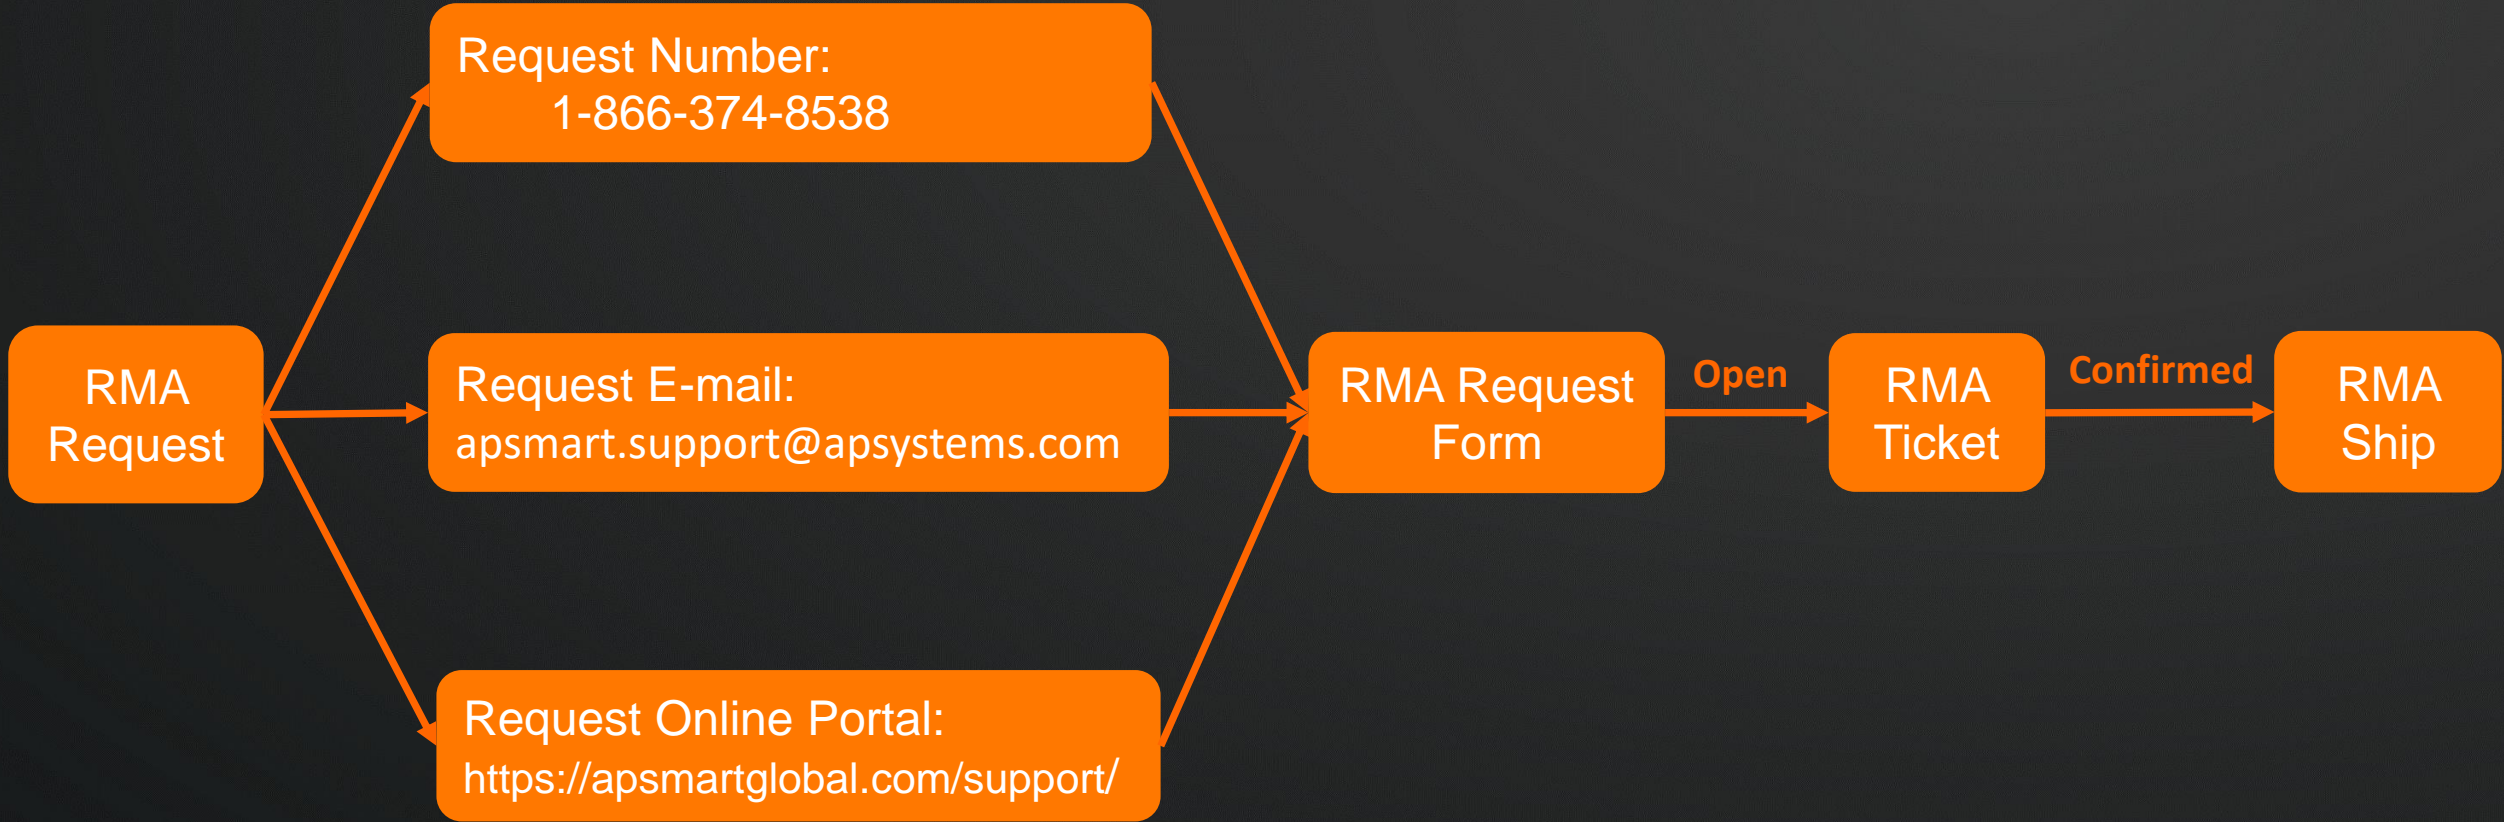 Request Number:
1-866-374-8538
RMA
Request
Request E-mail:
apsmart.support@apsystems.com
RMA Request
Form
Open
RMA
Ticket
Confirmed
RMA
Ship
Request Online Portal:
https://apsmartglobal.com/support/